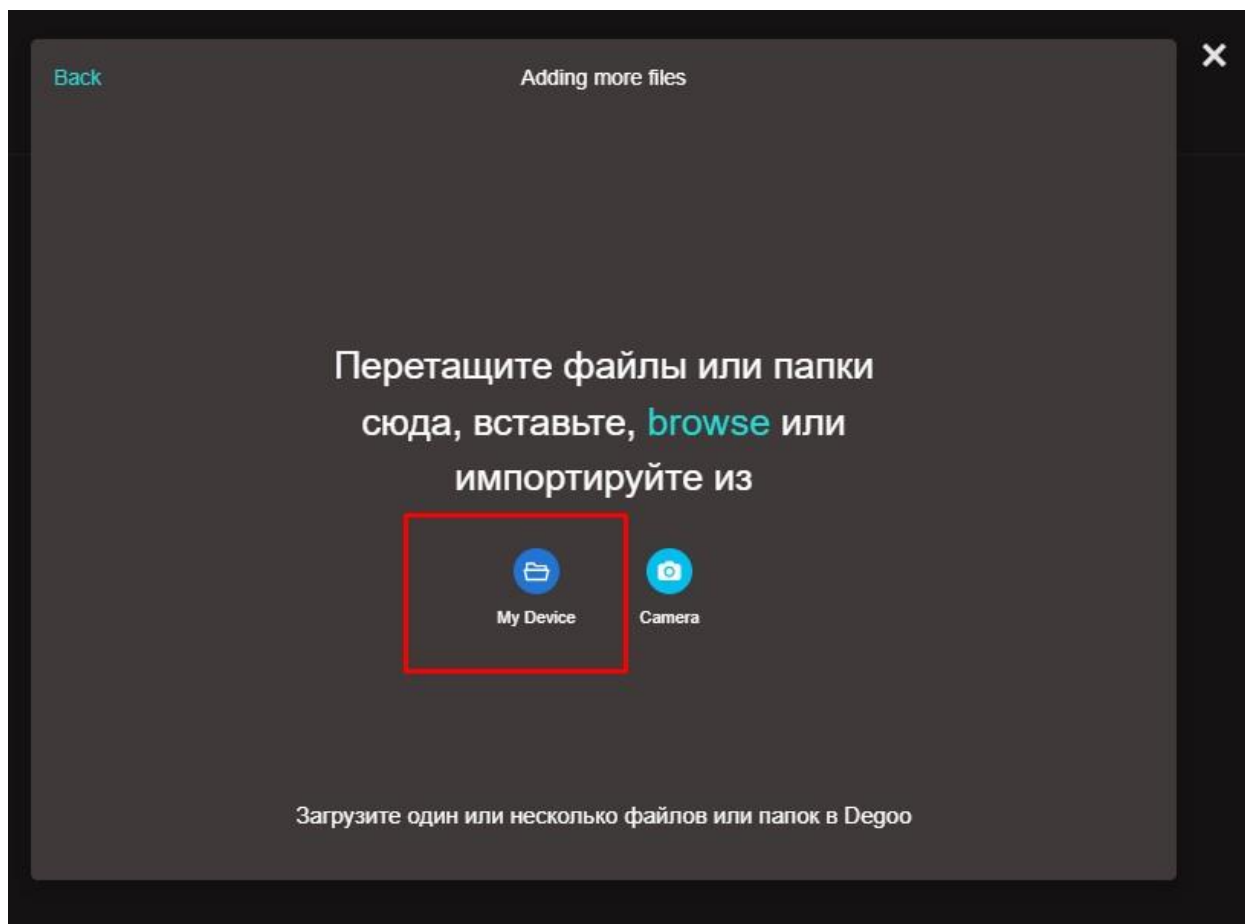 Back
Adding more files
Перетащите файлы или папки
сюда, вставьте, browse или
импортируйте из
My Device
Camera
Загрузите один или несколько файлов или папок в Degoo